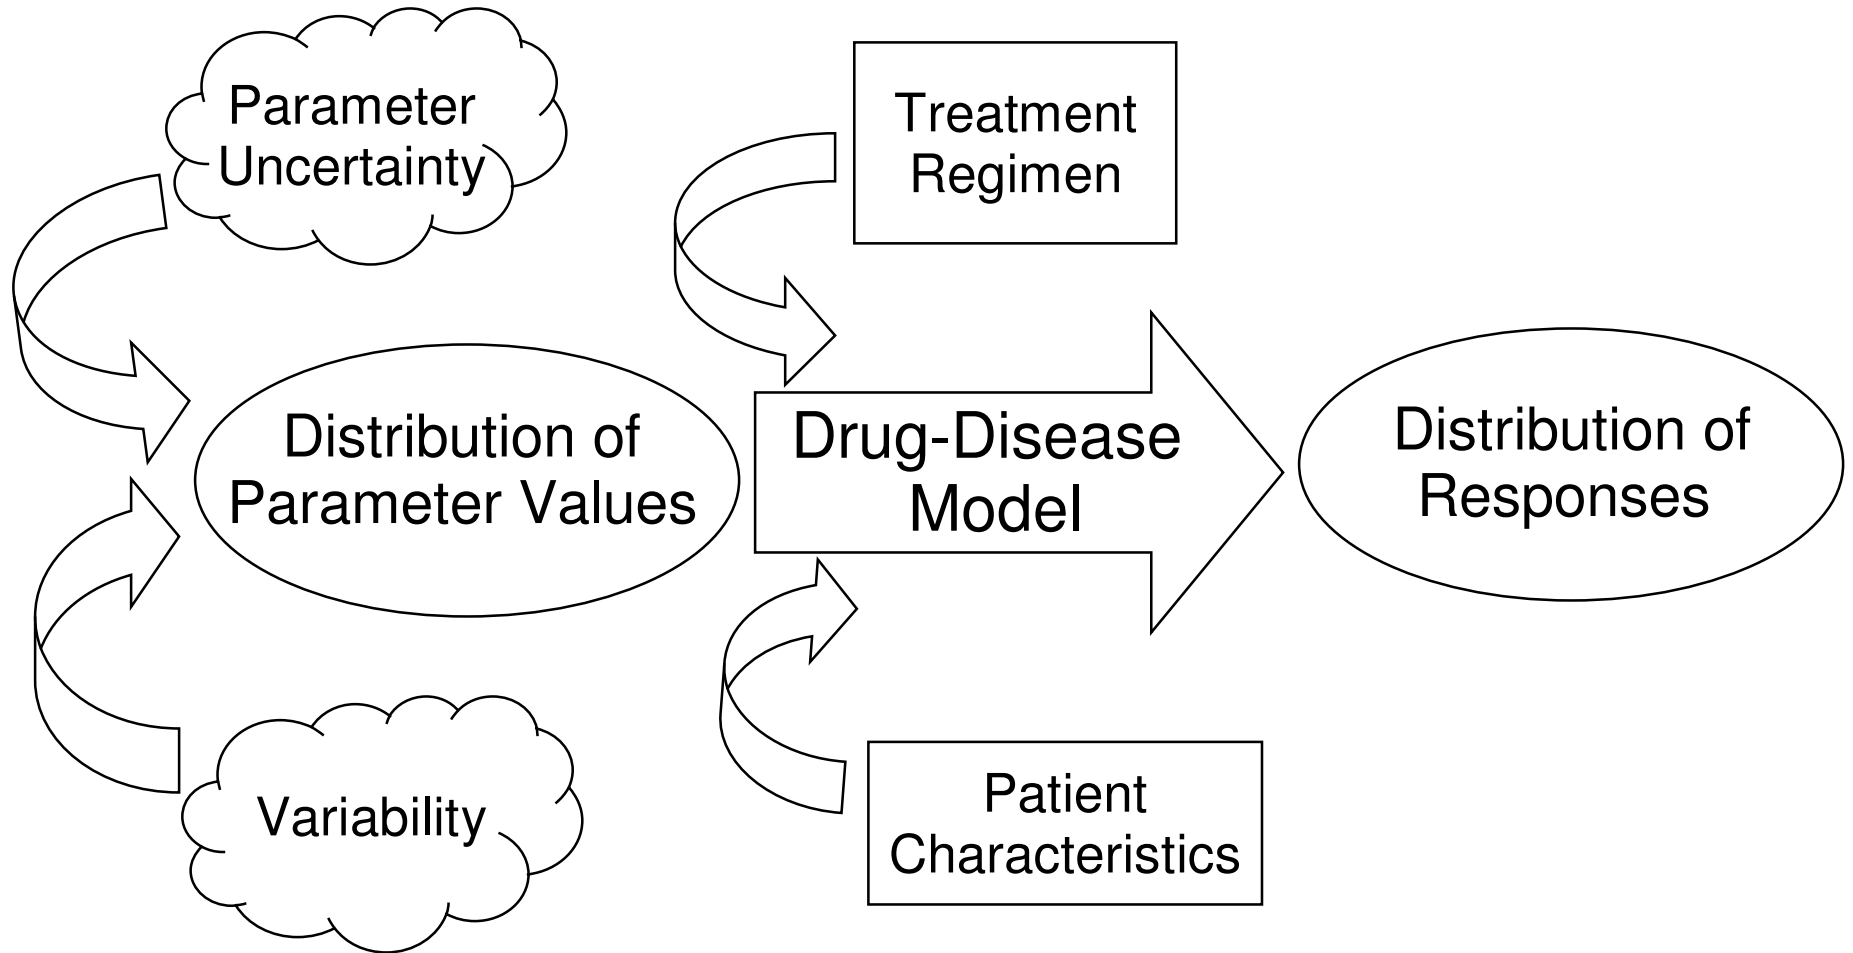 Parameter
Uncertainty
Treatment
Regimen
Distribution of
Parameter Values
Drug-Disease
Model
Distribution of
Responses
Variability
Patient
Characteristics